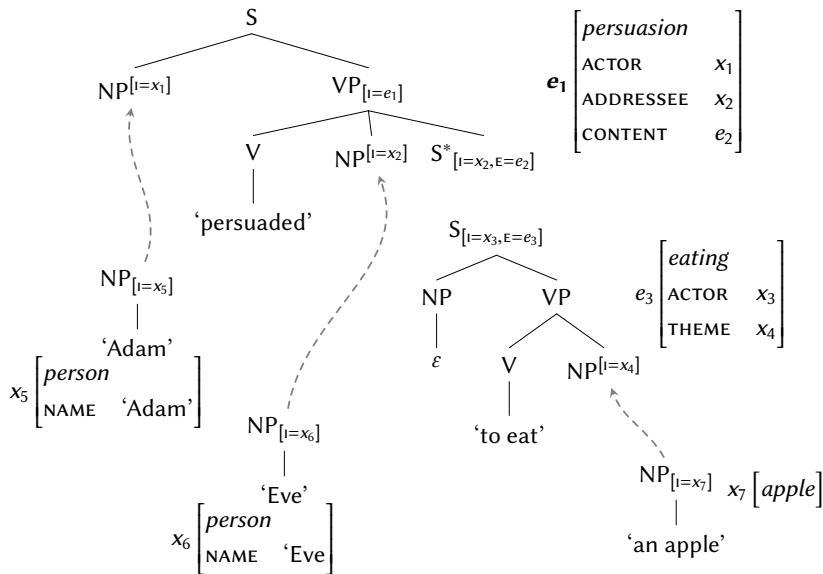 S
NP[I=x1] VP[I=e1]
V NP[I=x2] S*[I=x2,E=e2]
‘persuaded’
e1 [persuasion
ACTOR x1
ADDRESSEE x2
CONTENT e2]
NP[I=x5]
‘Adam’
x5 [person
NAME ‘Adam’]
NP[I=x6]
‘Eve’
x6 [person
NAME ‘Eve]
S[I=x3,E=e3]
NP VP
ε V NP[I=x4]
‘to eat’
e3 [eating
ACTOR x3
THEME x4]
NP[I=x7] x7 [apple]
‘an apple’